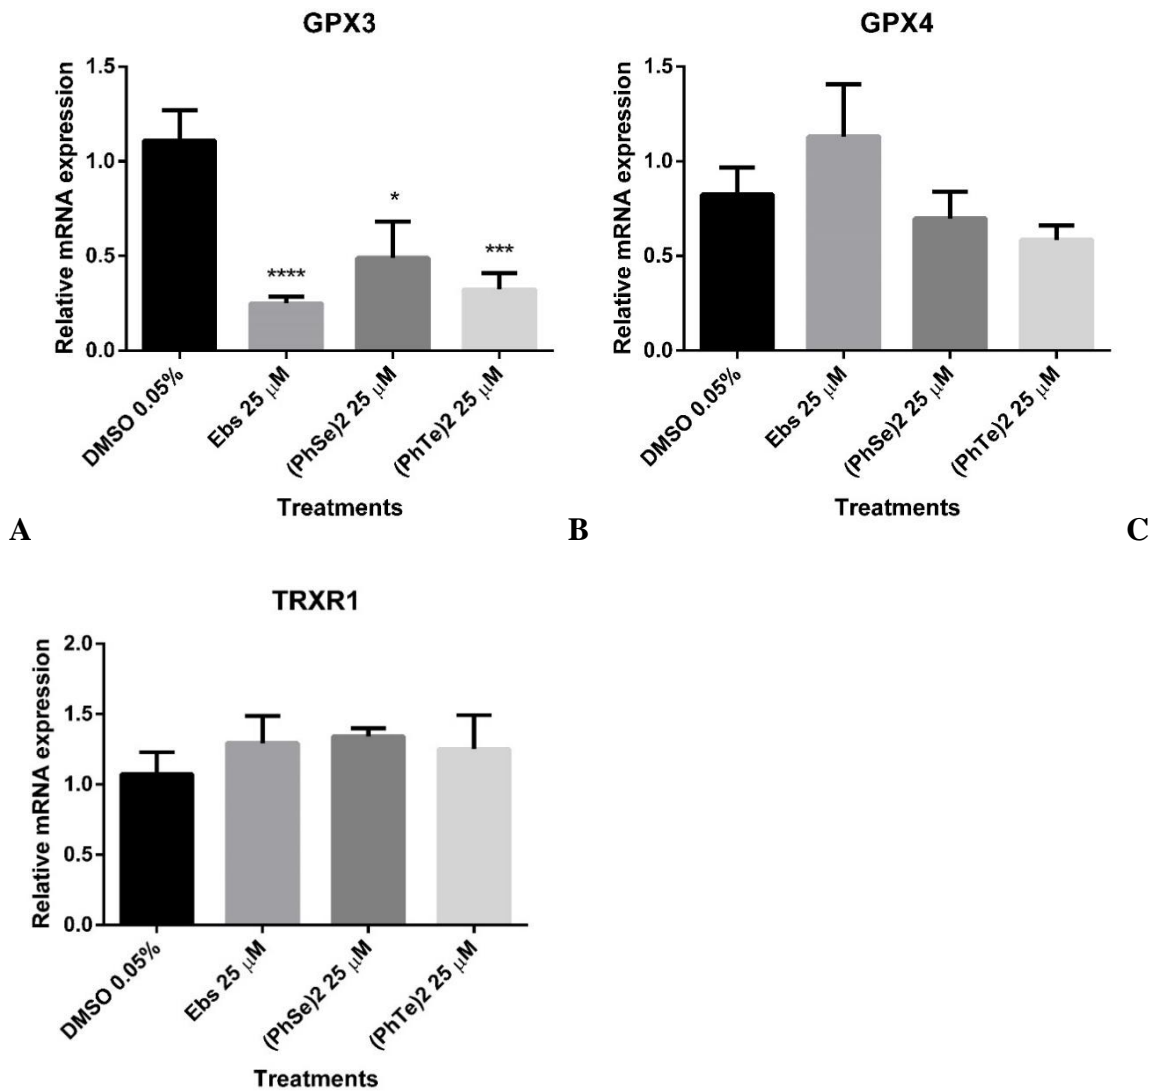 GPX3
Relative mRNA expression
1.5
1.0
0.5
0.0
****
*
***
DMSO 0.05%
Ebs 25 μM
(PhSe)2 25 μM
(PhTe)2 25 μM
Treatments
GPX4
Relative mRNA expression
1.5
1.0
0.5
0.0
DMSO 0.05%
Ebs 25 μM
(PhSe)2 25 μM
(PhTe)2 25 μM
Treatments
A
B
C
TRXR1
Relative mRNA expression
2.0
1.5
1.0
0.5
0.0
DMSO 0.05%
Ebs 25 μM
(PhSe)2 25 μM
(PhTe)2 25 μM
Treatments